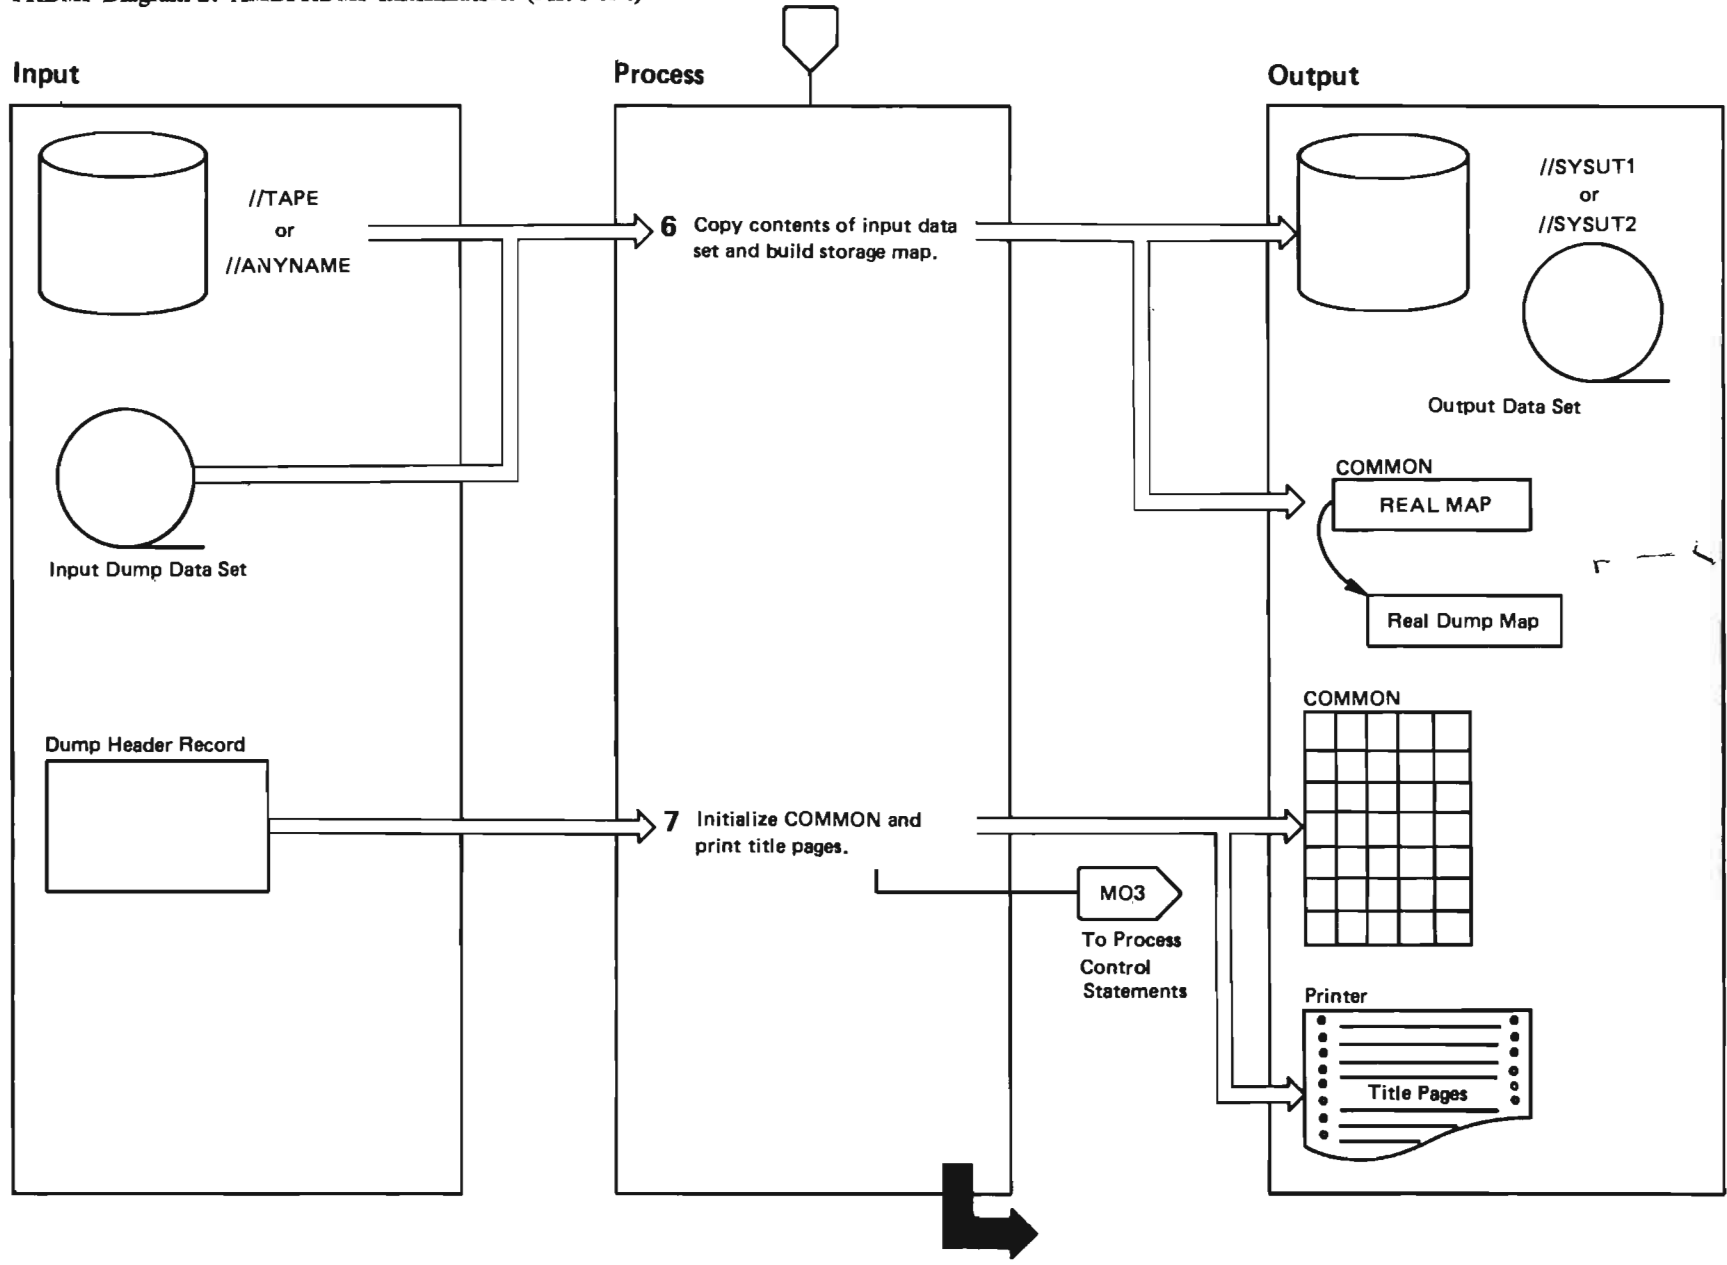 Input
Process
Output
//TAPE
or
//ANYNAME
Input Dump Data Set
Dump Header Record
6 Copy contents of input data
set and build storage map.
7 Initialize COMMON and
print title pages.
MO3
To Process
Control
Statements
//SYSUT1
or
//SYSUT2
Output Data Set
COMMON
REAL MAP
Real Dump Map
COMMON
Printer
Title Pages